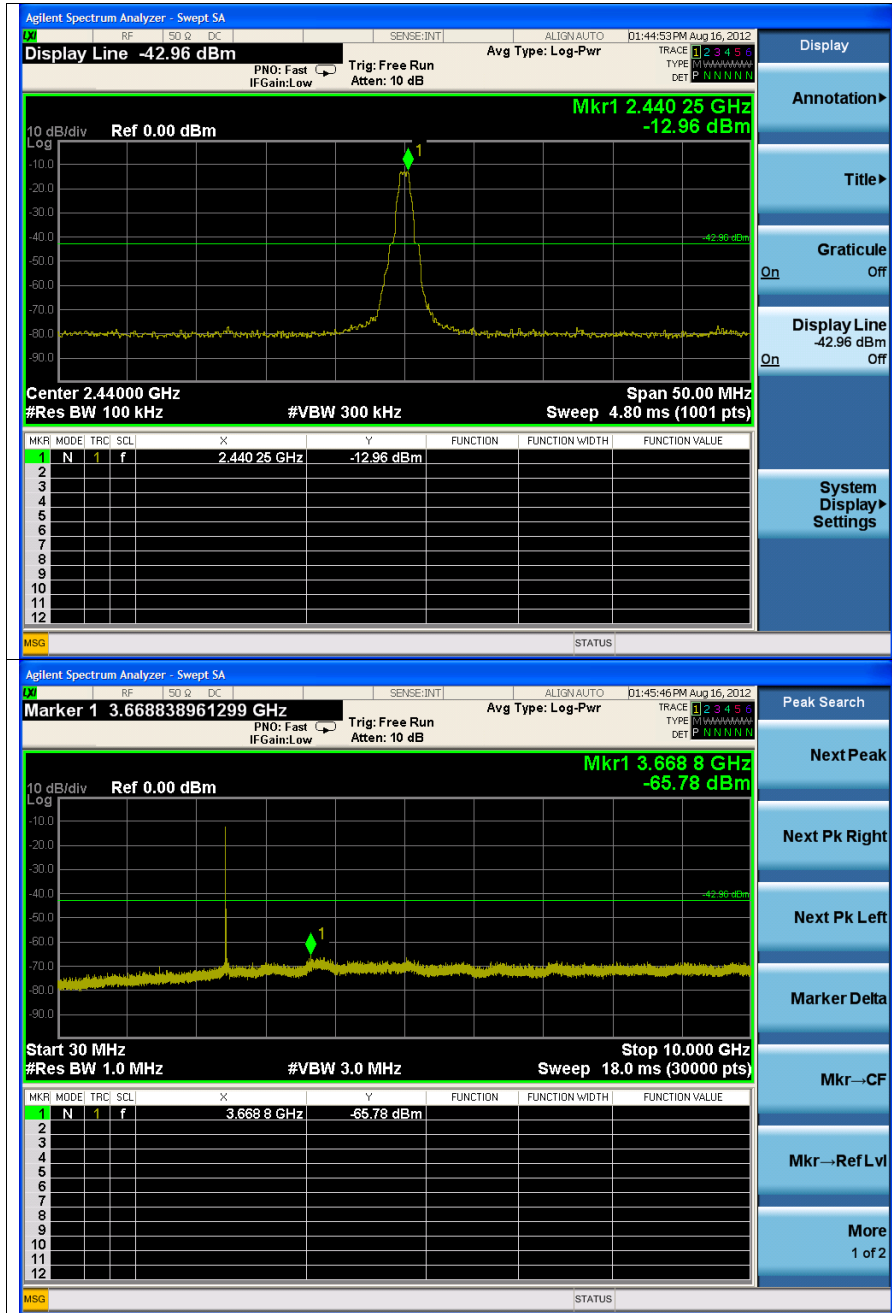 Agilent Spectrum Analyzer - Swept SA
LXI RF 50 Ω DC SENSE:INT ALIGN AUTO 01:44:53 PM Aug 16, 2012
Display Line -42.96 dBm
PNO: Fast
IFGain:Low
Trig: Free Run
Atten: 10 dB
Avg Type: Log-Pwr
TRACE 1 2 3 4 5 6
TYPE M W W W W W
DET P N N N N N
Mkr1 2.440 25 GHz
-12.96 dBm
10 dB/div Ref 0.00 dBm
Log
1
-10.0
-20.0
-30.0
-40.0
-42.96 dBm
-50.0
-60.0
-70.0
-80.0
-90.0
Center 2.44000 GHz Span 50.00 MHz
#Res BW 100 kHz #VBW 300 kHz Sweep 4.80 ms (1001 pts)
MKR MODE TRC SCL X Y FUNCTION FUNCTION WIDTH FUNCTION VALUE
1 N 1 f 2.440 25 GHz -12.96 dBm
2
3
4
5
6
7
8
9
10
11
12
MSG STATUS
Display
Annotation
Title
Graticule
On Off
Display Line
-42.96 dBm
On Off
System
Display
Settings
Agilent Spectrum Analyzer - Swept SA
LXI RF 50 Ω DC SENSE:INT ALIGN AUTO 01:45:46 PM Aug 16, 2012
Marker 1 3.668838961299 GHz
PNO: Fast
IFGain:Low
Trig: Free Run
Atten: 10 dB
Avg Type: Log-Pwr
TRACE 1 2 3 4 5 6
TYPE M W W W W W
DET P N N N N N
Mkr1 3.668 8 GHz
-65.78 dBm
10 dB/div Ref 0.00 dBm
Log
-10.0
-20.0
-30.0
-40.0
-42.96 dBm
-50.0
1
-60.0
-70.0
-80.0
-90.0
Start 30 MHz Stop 10.000 GHz
#Res BW 1.0 MHz #VBW 3.0 MHz Sweep 18.0 ms (30000 pts)
MKR MODE TRC SCL X Y FUNCTION FUNCTION WIDTH FUNCTION VALUE
1 N 1 f 3.668 8 GHz -65.78 dBm
2
3
4
5
6
7
8
9
10
11
12
MSG STATUS
Peak Search
Next Peak
Next Pk Right
Next Pk Left
Marker Delta
Mkr→CF
Mkr→Ref Lvl
More
1 of 2